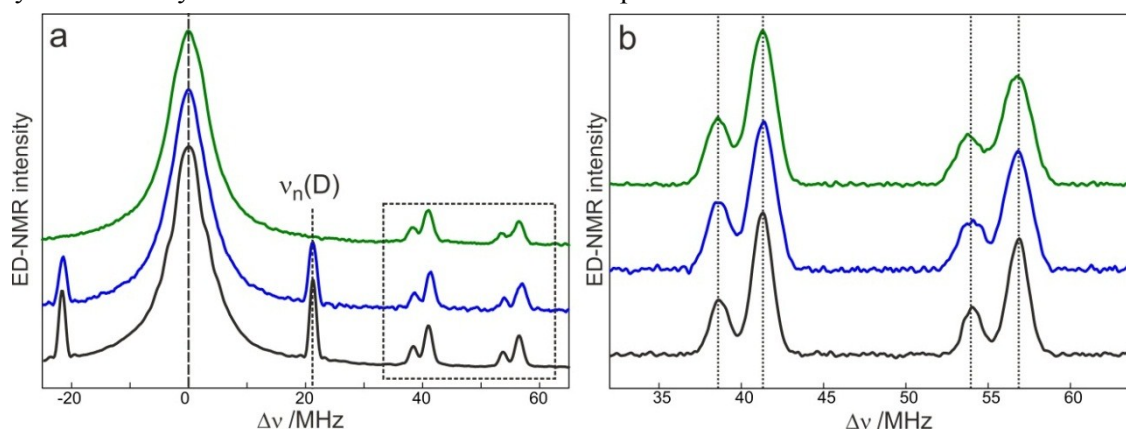 a
ED-NMR intensity
νn(D)
-20 0 20 40 60
Δν /MHz
b
ED-NMR intensity
35 40 45 50 55 60
Δν /MHz